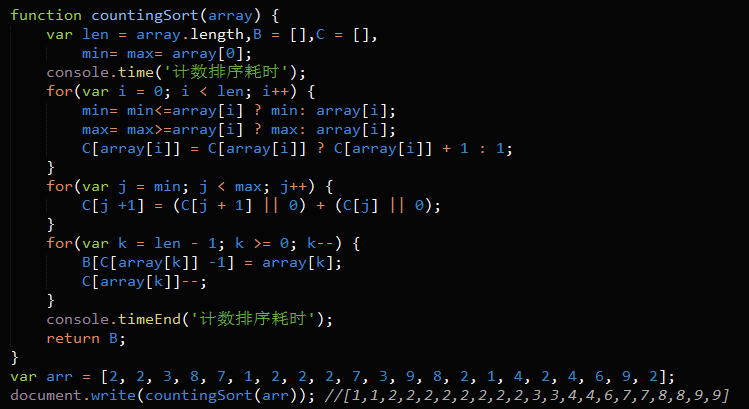 function countingSort(array) {
    var len = array.length,B = [],C = [],
        min= max= array[0];
    console.time('计数排序耗时');
    for(var i = 0; i < len; i++) {
        min= min<=array[i] ? min: array[i];
        max= max>=array[i] ? max: array[i];
        C[array[i]] = C[array[i]] ? C[array[i]] + 1 : 1;
    }
    for(var j = min; j < max; j++) {
        C[j +1] = (C[j + 1] || 0) + (C[j] || 0);
    }
    for(var k = len - 1; k >= 0; k--) {
        B[C[array[k]] -1] = array[k];
        C[array[k]]--;
    }
    console.timeEnd('计数排序耗时');
    return B;
}
var arr = [2, 2, 3, 8, 7, 1, 2, 2, 2, 7, 3, 9, 8, 2, 1, 4, 2, 4, 6, 9, 2];
document.write(countingSort(arr)); //[1,1,2,2,2,2,2,2,2,2,3,3,4,4,6,7,7,8,8,9,9]